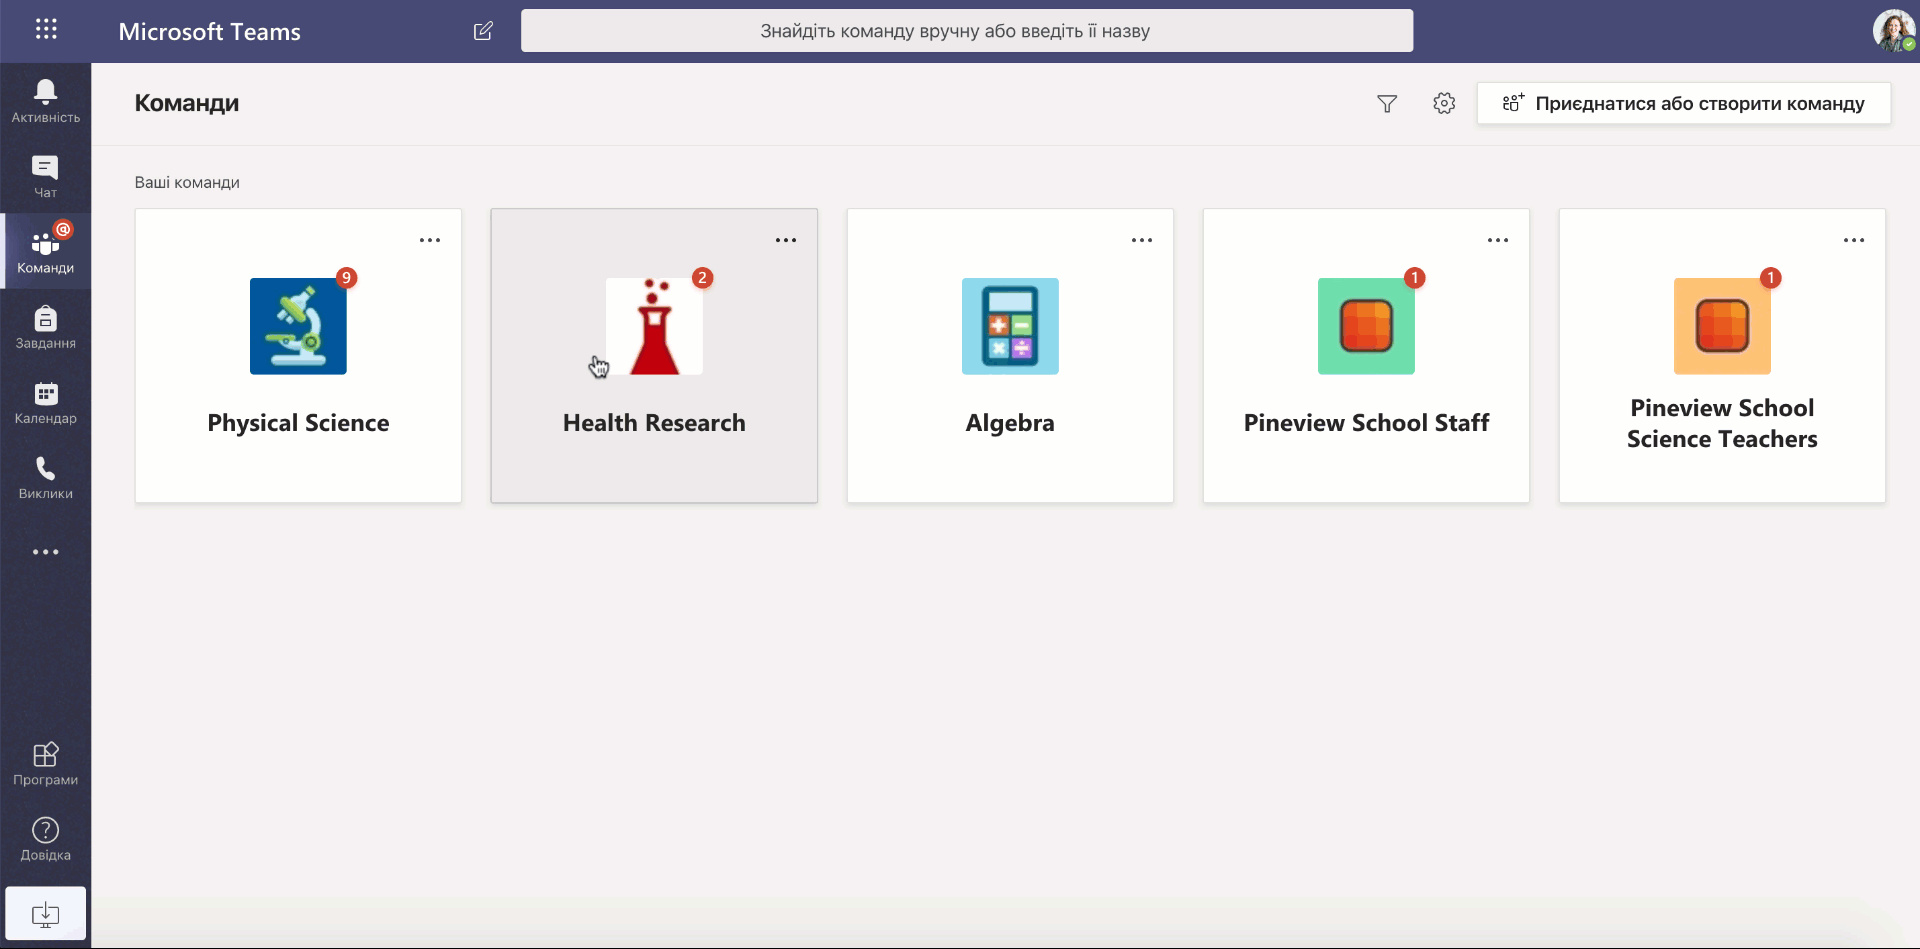 Microsoft Teams
Знайдіть команду вручну або введіть її назву
Активність
Чат
@
Команди
Завдання
Календар
Виклики
Програми
Довідка
Команди
Приєднатися або створити команду
Ваші команди
9
Physical Science
2
Health Research
Algebra
1
Pineview School Staff
1
Pineview School
Science Teachers